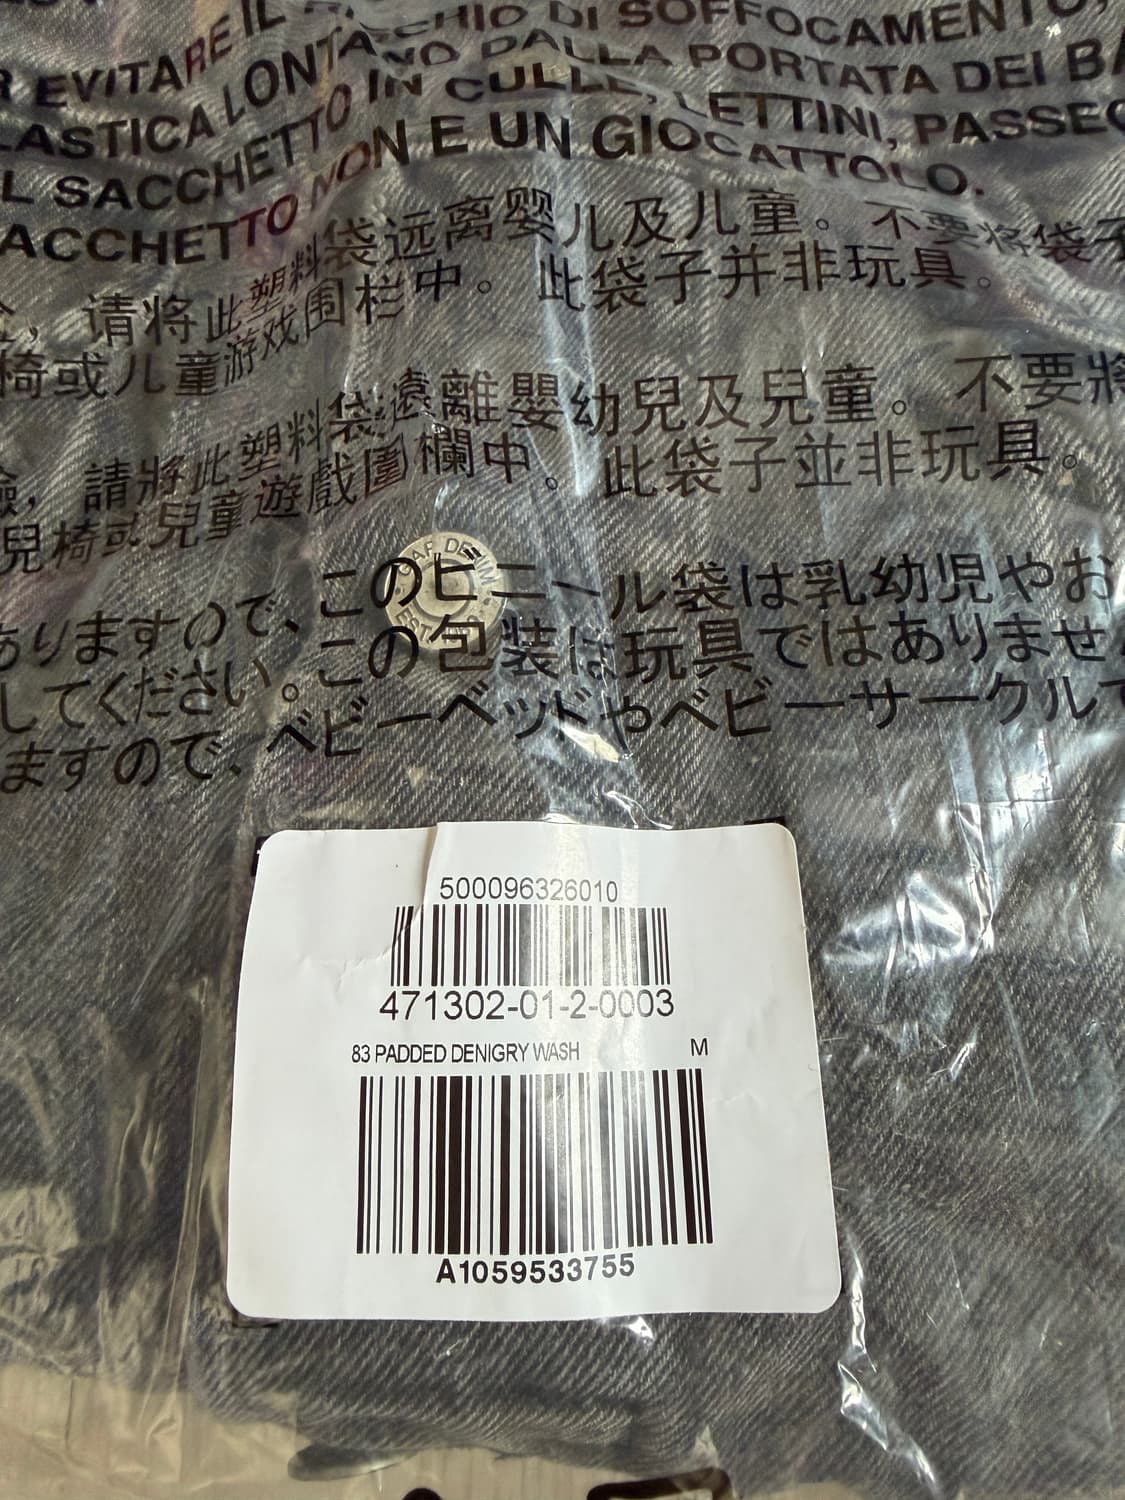 EVITARE IL
CHIO DI SOFFOCAMENTO,
LASTICA LONTANO DALLA PORTATA DEI
L SACCHETTO IN CULLE, LETTINI,
ACCHETTO NON E UN GIOCATTOLO.
,请将此塑料袋远离婴儿及儿童。不要将袋子
椅或儿童游戏围栏中。此袋子并非玩具。
險,請將此塑料袋遠離嬰幼兒及兒童。不要將
兒椅或兒童遊戲圍欄中。此袋子並非玩具。
ありますので、このビニール袋は乳幼児やお
してください。この包装は玩具ではありませ
ますので、ベビーベッドやベビーサークルで
GAP DENIM
EST
500096326010
471302-01-2-0003
83 PADDED DENIGRY WASH M
A1059533755